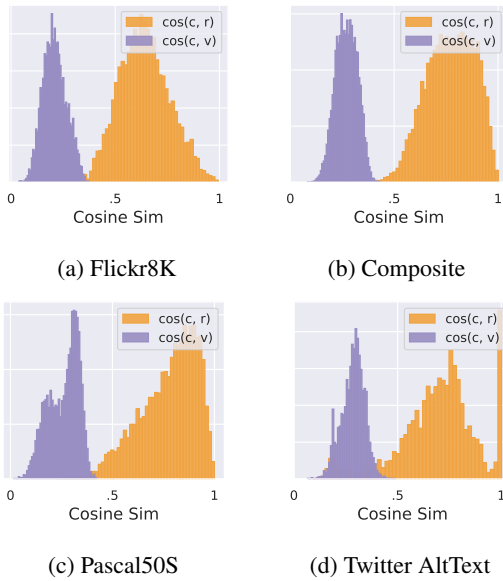 cos(c, r)
cos(c, v)
0 .5 1
Cosine Sim
(a) Flickr8K
cos(c, r)
cos(c, v)
0 .5 1
Cosine Sim
(b) Composite
cos(c, r)
cos(c, v)
0 .5 1
Cosine Sim
(c) Pascal50S
cos(c, r)
cos(c, v)
0 .5 1
Cosine Sim
(d) Twitter AltText